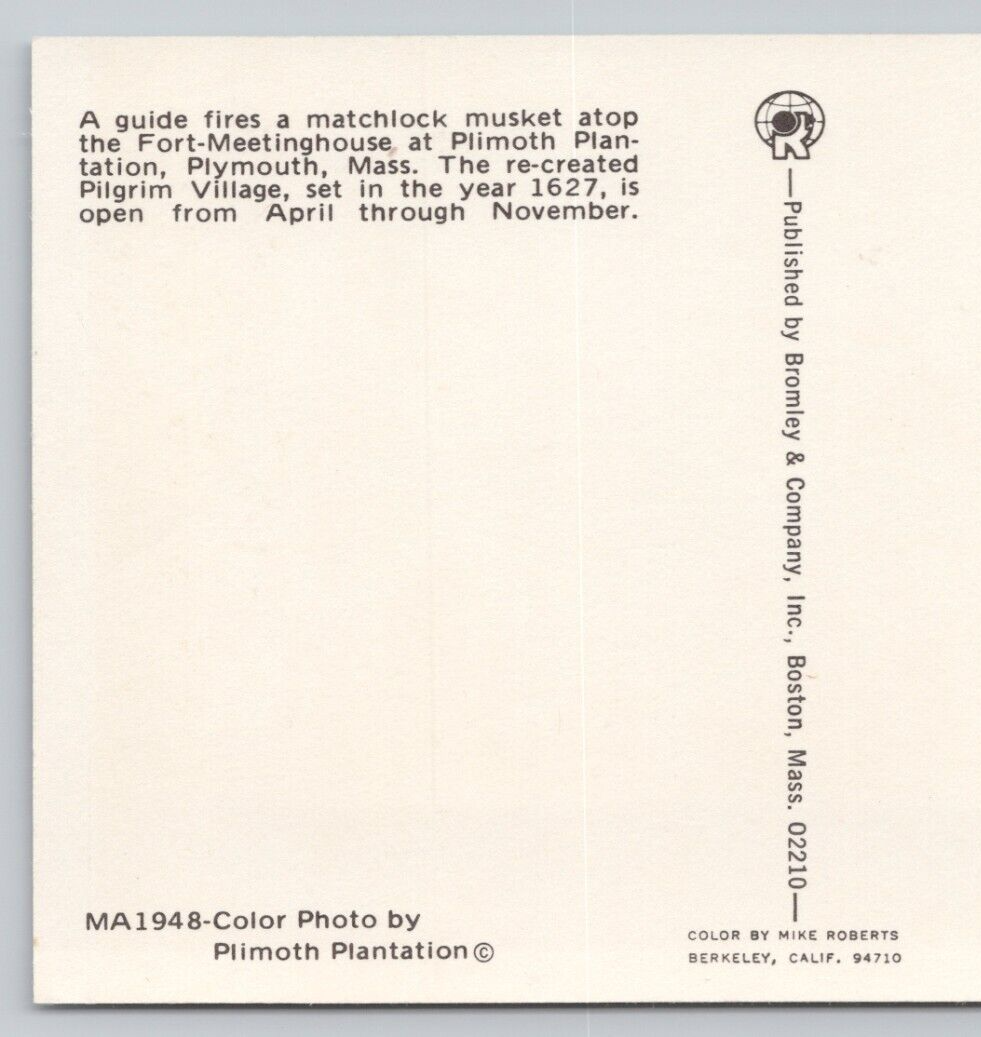 A guide fires a matchlock musket atop
the Fort-Meetinghouse at Plimoth Plan-
tation, Plymouth, Mass. The re-created
Pilgrim Village, set in the year 1627, is
open from April through November.
R
—Published by Bromley & Company, Inc., Boston, Mass. 02210—
MA1948-Color Photo by
Plimoth Plantation©
COLOR BY MIKE ROBERTS
BERKELEY, CALIF. 94710